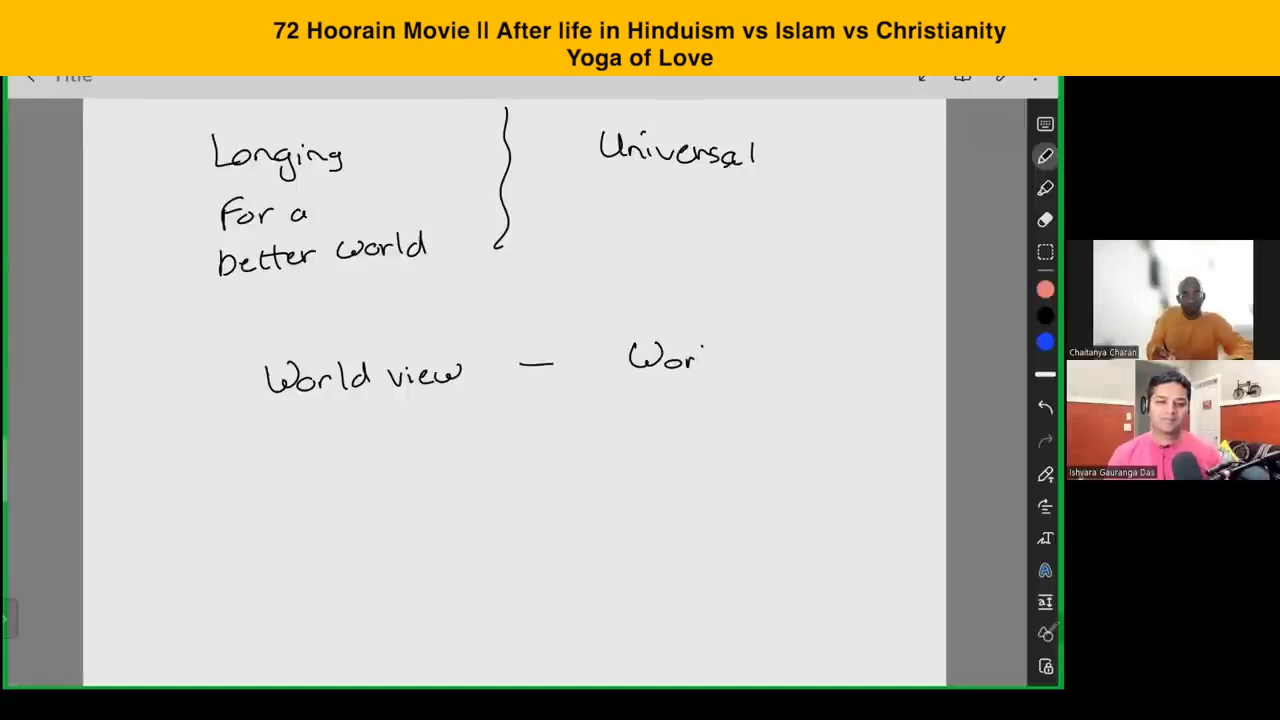 72 Hoorain Movie || After life in Hinduism vs Islam vs Christianity
Yoga of Love
Title
Longing
for a
better world
Universal
World view — Wor
Chaitanya Charan
Ishvara Gauranga Das